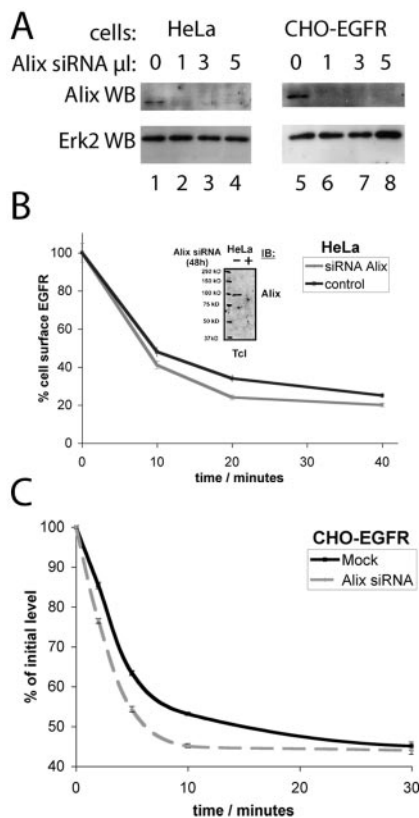 A
cells: HeLa CHO-EGFR
Alix siRNA µl: 0 1 3 5 0 1 3 5
Alix WB
Erk2 WB
1 2 3 4 5 6 7 8
B
% cell surface EGFR
100
80
60
40
20
0
0 10 20 30 40
time / minutes
Alix siRNA (48h)
HeLa IB:
− +
250 kD
150 kD
100 kD
75 kD
50 kD
37kD
Alix
Tcl
HeLa
siRNA Alix
control
C
% of initial level
100
90
80
70
60
50
40
0 10 20 30
time / minutes
CHO-EGFR
Mock
Alix siRNA